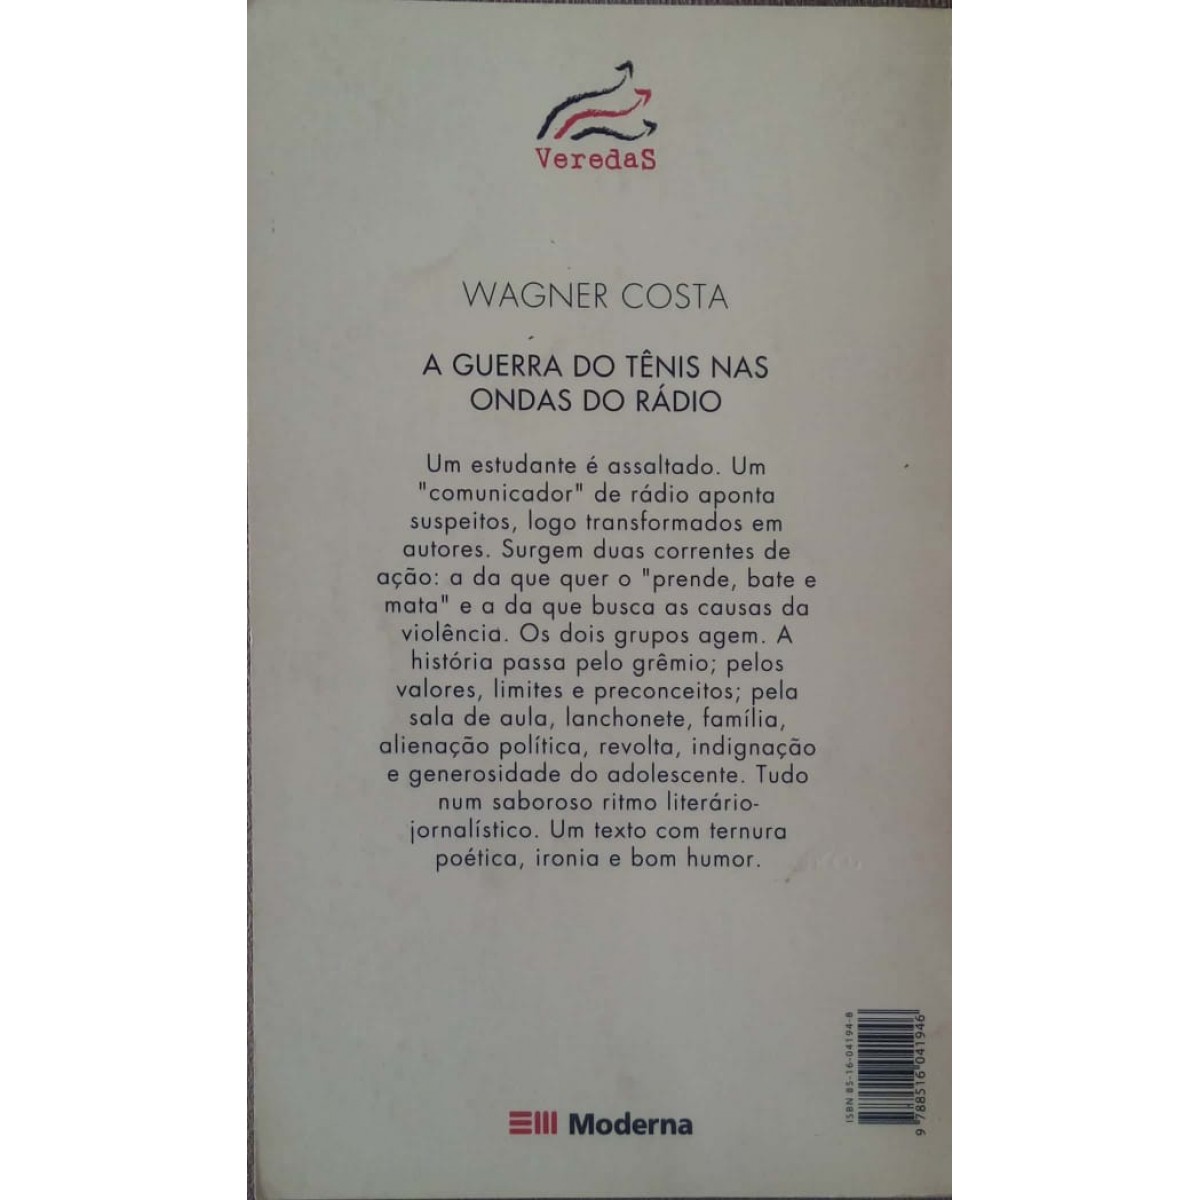 VeredaS
WAGNER COSTA
A GUERRA DO TÊNIS NAS
ONDAS DO RÁDIO
Um estudante é assaltado. Um
"comunicador" de rádio aponta
suspeitos, logo transformados em
autores. Surgem duas correntes de
ação: a da que quer o "prende, bate e
mata" e a da que busca as causas da
violência. Os dois grupos agem. A
história passa pelo grêmio; pelos
valores, limites e preconceitos; pela
sala de aula, lanchonete, família,
alienação política, revolta, indignação
e generosidade do adolescente. Tudo
num saboroso ritmo literário-
jornalístico. Um texto com ternura
poética, ironia e bom humor.
ISBN 85-16-04194-8
9 788516 041946
Moderna